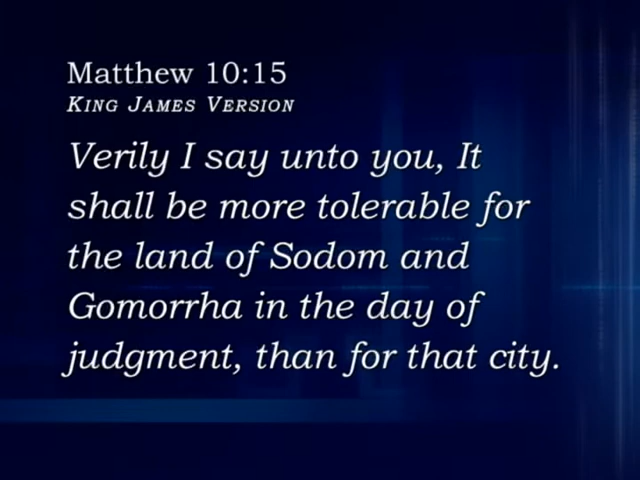 Matthew 10:15
King James Version
Verily I say unto you, It
shall be more tolerable for
the land of Sodom and
Gomorrha in the day of
judgment, than for that city.